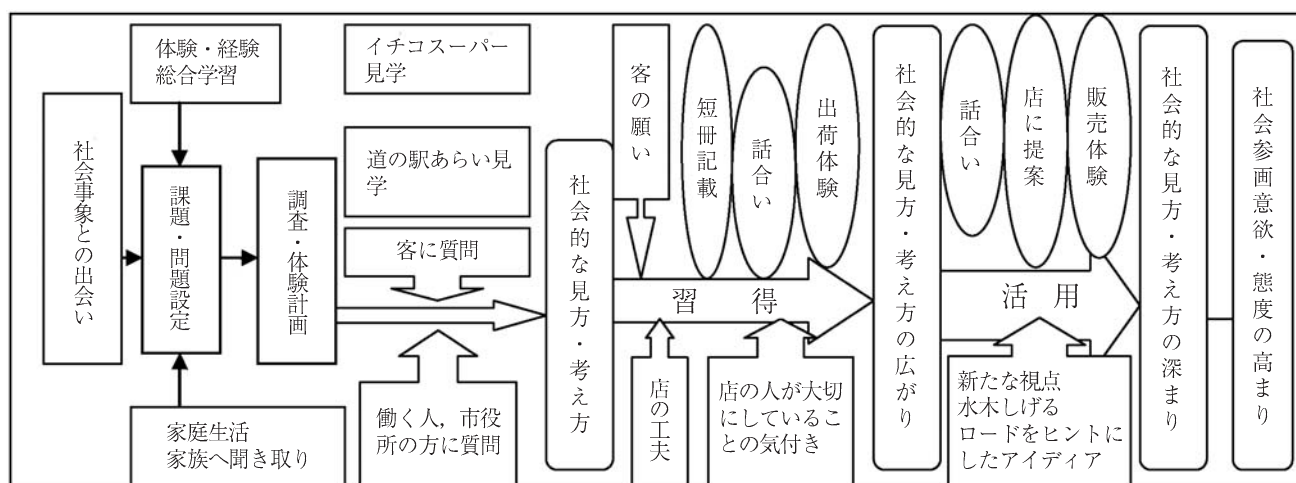 体験・経験
総合学習
社会事象との出会い
課題・問題設定
家庭生活
家族へ聞き取り
調査・体験計画
イチコスーパー
見学
道の駅あらい見
学
客に質問
働く人，市役
所の方に質問
社会的な見方・考え方
客の願い
短冊記載
話合い
出荷体験
習得
店の工夫
店の人が大切
にしているこ
との気付き
社会的な見方・考え方の広がり
話合い
店に提案
販売体験
活用
新たな視点
水木しげる
ロードをヒントに
したアイディア
社会的な見方・考え方の深まり
社会参画意欲・態度の高まり